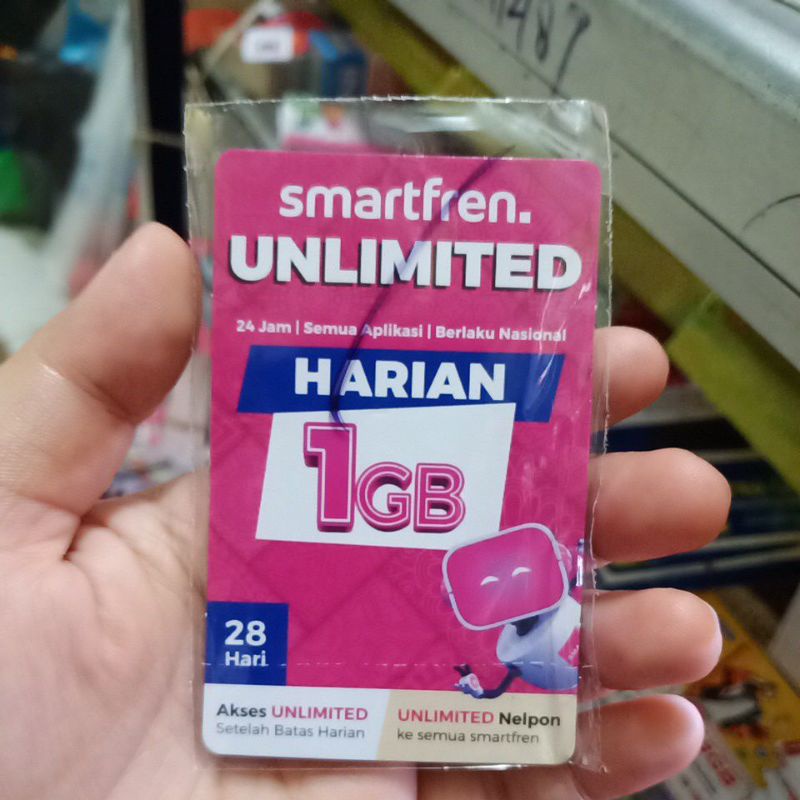 smartfren.
UNLIMITED
24 Jam | Semua Aplikasi | Berlaku Nasional
HARIAN
1GB
28
Hari
Akses UNLIMITED
Setelah Batas Harian
UNLIMITED Nelpon
ke semua smartfren